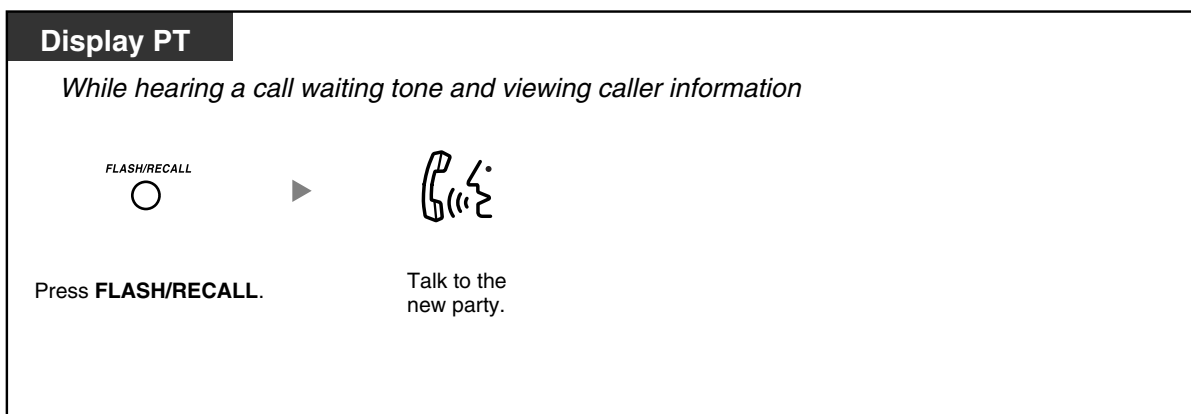 Display PT
While hearing a call waiting tone and viewing caller information
FLASH/RECALL
Press FLASH/RECALL.
Talk to the
new party.